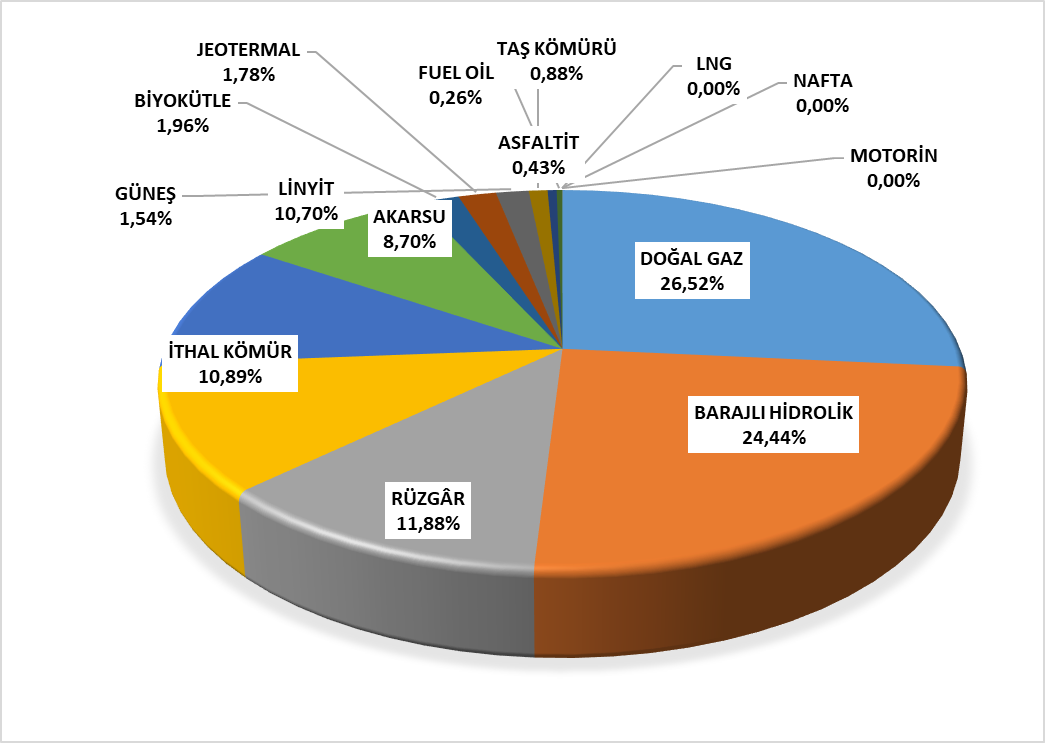 JEOTERMAL
1,78%
BİYOKÜTLE
1,96%
GÜNEŞ
1,54%
LİNYİT
10,70%
AKARSU
8,70%
FUEL OİL
0,26%
TAŞ KÖMÜRÜ
0,88%
ASFALTİT
0,43%
LNG
0,00%
NAFTA
0,00%
MOTORİN
0,00%
DOĞAL GAZ
26,52%
İTHAL KÖMÜR
10,89%
BARAJLI HİDROLİK
24,44%
RÜZGÂR
11,88%